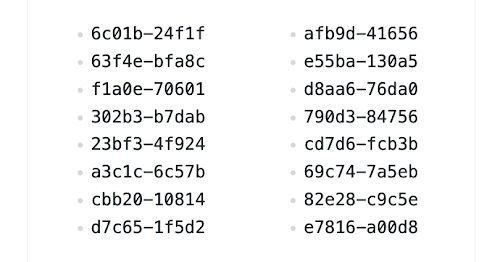 6c01b-24f1f
63f4e-bfa8c
f1a0e-70601
302b3-b7dab
23bf3-4f924
a3c1c-6c57b
cbb20-10814
d7c65-1f5d2
afb9d-41656
e55ba-130a5
d8aa6-76da0
790d3-84756
cd7d6-fcb3b
69c74-7a5eb
82e28-c9c5e
e7816-a00d8